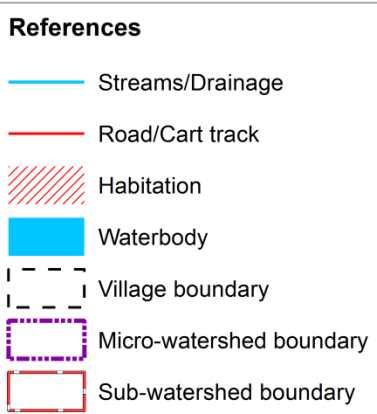 References
Streams/Drainage
Road/Cart track
Habitation
Waterbody
Village boundary
Micro-watershed boundary
Sub-watershed boundary